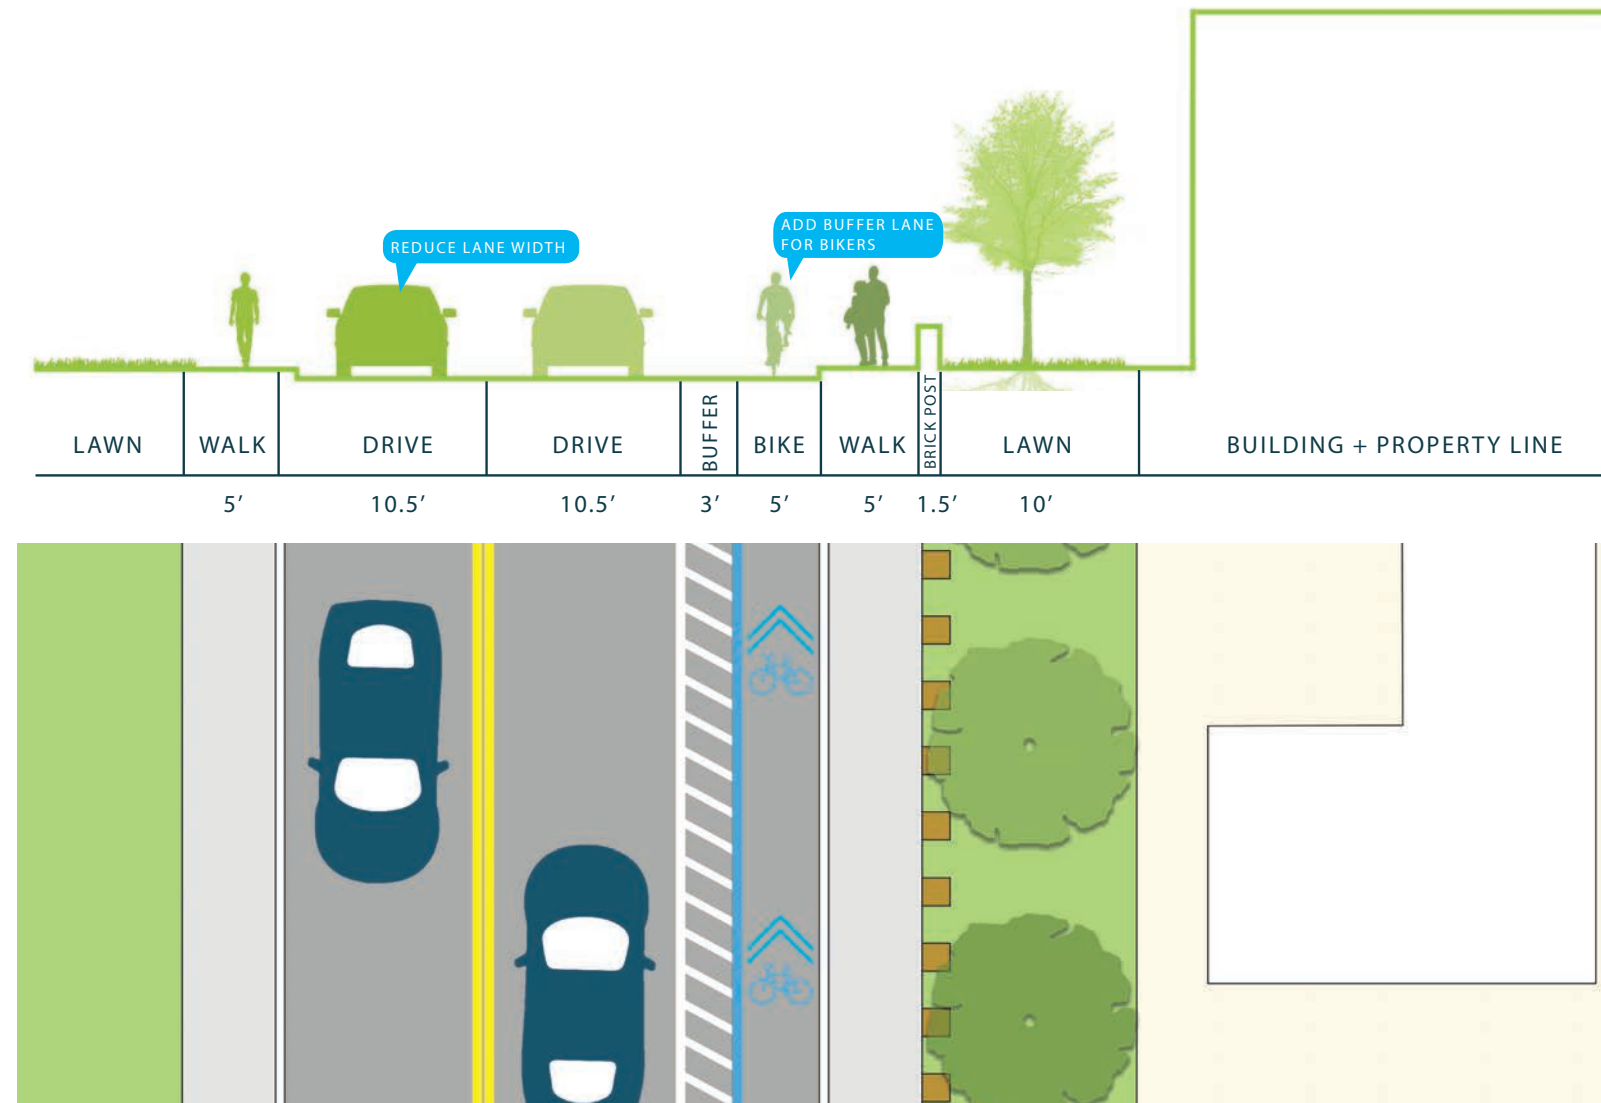 REDUCE LANE WIDTH
ADD BUFFER LANE
FOR BIKERS
LAWN
WALK
DRIVE
DRIVE
BUFFER
BIKE
WALK
BRICK POST
LAWN
BUILDING + PROPERTY LINE
5’
10.5’
10.5’
3’
5’
5’
1.5’
10’